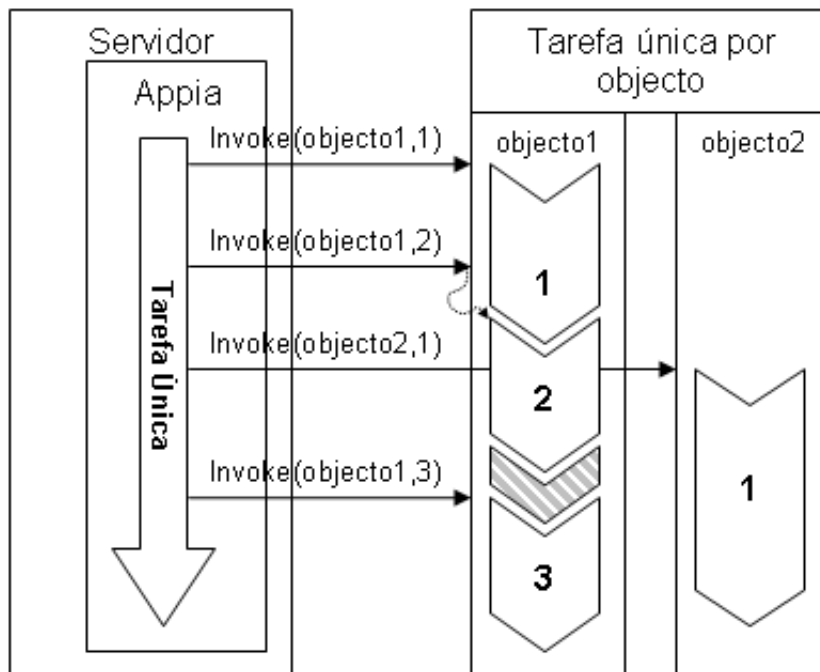 Servidor
Appia
Tarefa Única
Invoke(objecto1,1)
Invoke(objecto1,2)
Invoke(objecto2,1)
Invoke(objecto1,3)
Tarefa única por
objecto
objecto1
objecto2
1
2
3
1